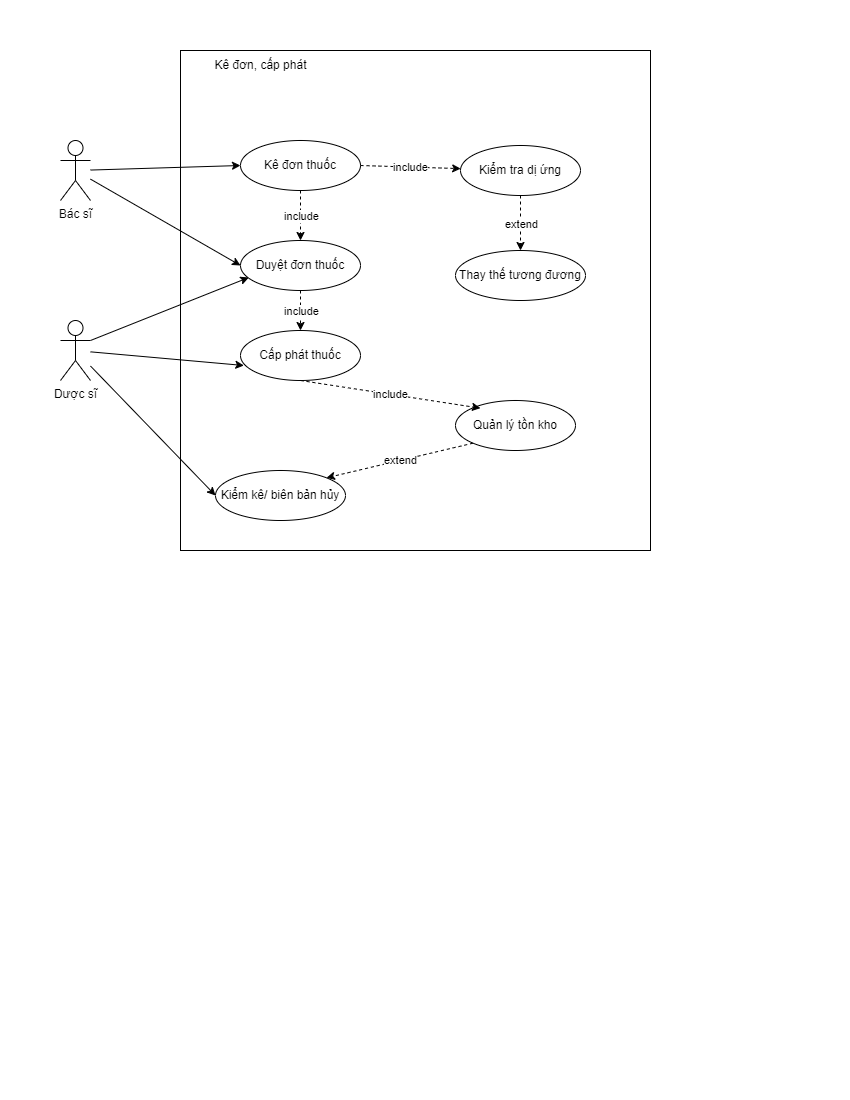 Kê đơn, cấp phát
Kê đơn thuốc
include
Kiểm tra dị ứng
Bác sĩ
include
extend
Duyệt đơn thuốc
Thay thế tương đương
include
Cấp phát thuốc
Dược sĩ
include
Quản lý tồn kho
extend
Kiểm kê/ biên bản hủy